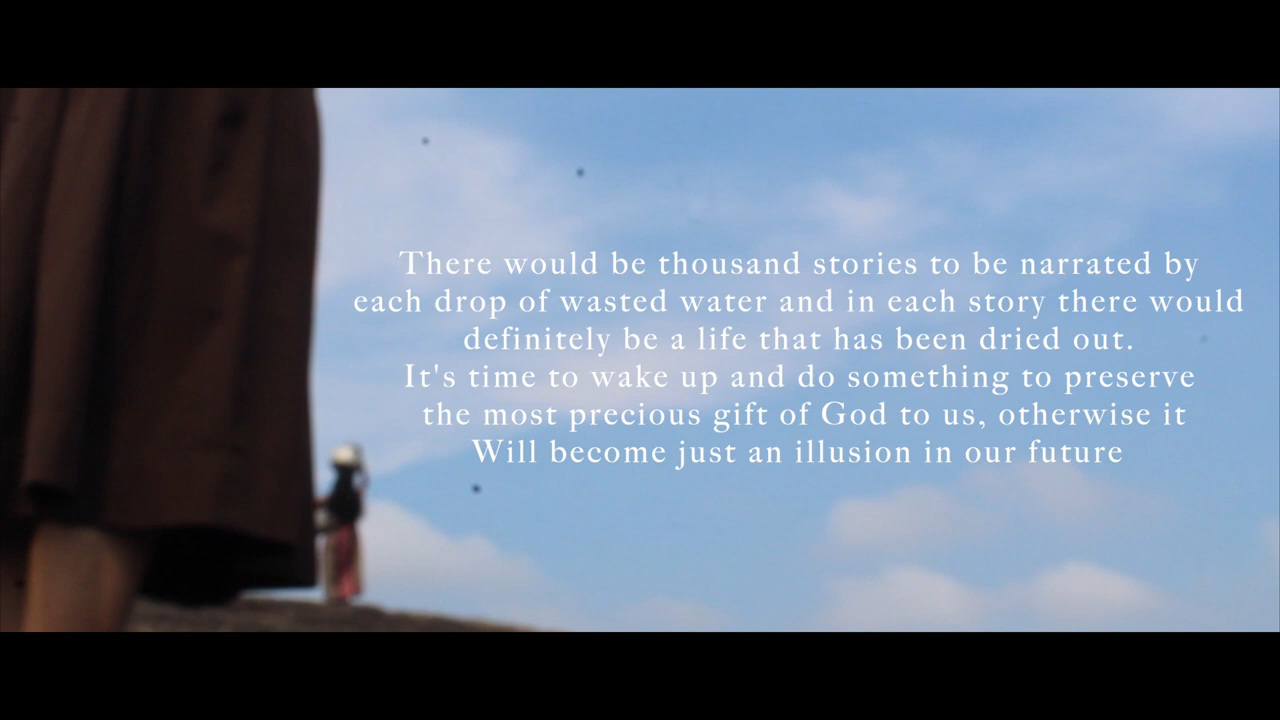 There would be thousand stories to be narrated by
each drop of wasted water and in each story there would
definitely be a life that has been dried out.
It's time to wake up and do something to preserve
the most precious gift of God to us, otherwise it
Will become just an illusion in our future